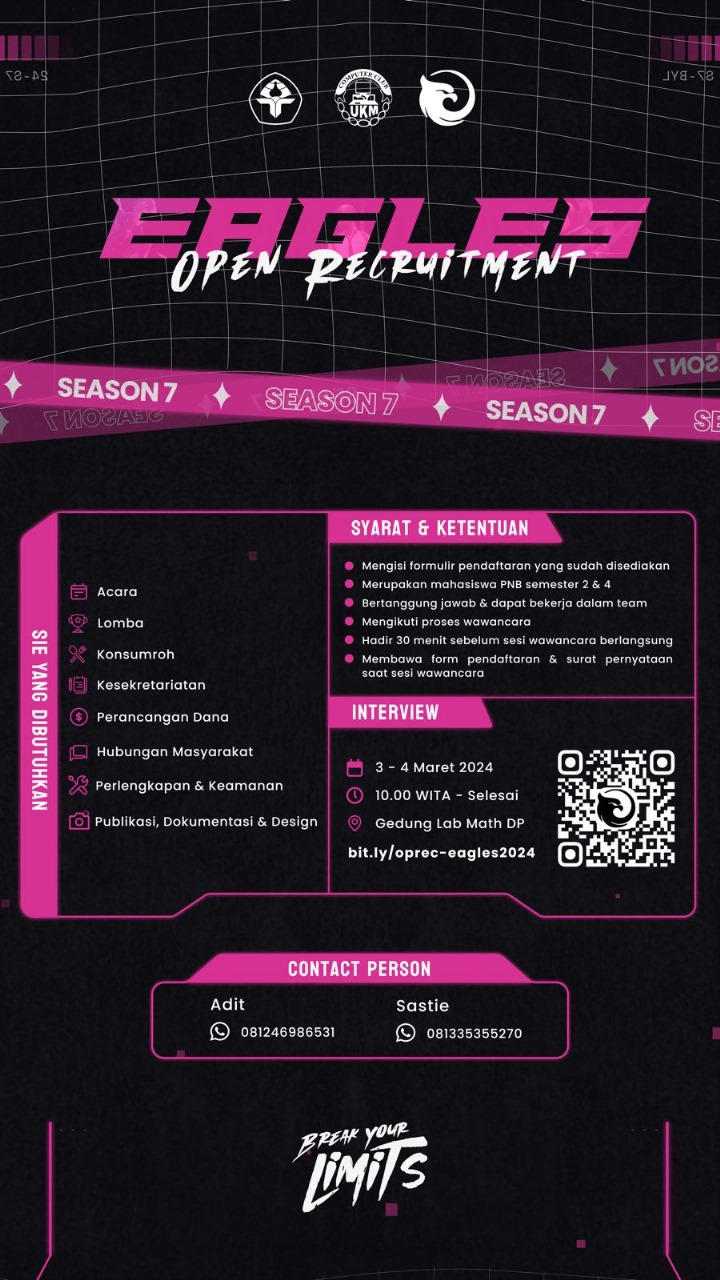 24-S7
S7-BYL
COMPUTER CLUB
UKM
EAGLES
OPEN RECRUITMENT
SEASON 7
SEASON 7
SEASON 7
SE
SEASON 7
SEASON 7
SON 7
SIE YANG DIBUTUHKAN
Acara
Lomba
Konsumroh
Kesekretariatan
Perancangan Dana
Hubungan Masyarakat
Perlengkapan & Keamanan
Publikasi, Dokumentasi & Design
SYARAT & KETENTUAN
Mengisi formulir pendaftaran yang sudah disediakan
Merupakan mahasiswa PNB semester 2 & 4
Bertanggung jawab & dapat bekerja dalam team
Mengikuti proses wawancara
Hadir 30 menit sebelum sesi wawancara berlangsung
Membawa form pendaftaran & surat pernyataan
saat sesi wawancara
INTERVIEW
3 - 4 Maret 2024
10.00 WITA - Selesai
Gedung Lab Math DP
bit.ly/oprec-eagles2024
CONTACT PERSON
Adit
081246986531
Sastie
081335355270
BREAK YOUR
LIMITS